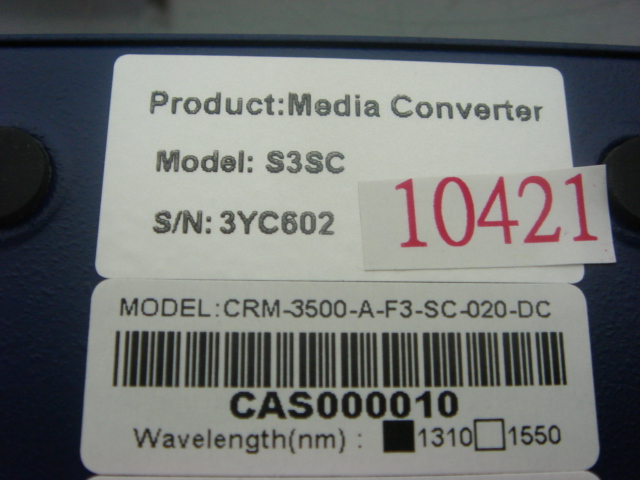 Product:Media Converter
Model: S3SC
S/N: 3YC602
10421
MODEL:CRM-3500-A-F3-SC-020-DC
CAS000010
Wavelength(nm) : ■1310□1550